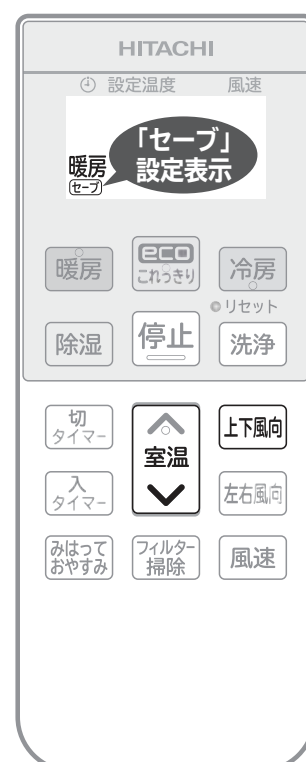 HITACHI
設定温度 風速
「セーブ」
設定表示
暖房
セーブ
暖房
eco
これっきり
冷房
リセット
除湿
停止
洗浄
切
タイマー
室温
上下風向
入
タイマー
左右風向
みはって
おやすみ
フィルター
掃除
風速